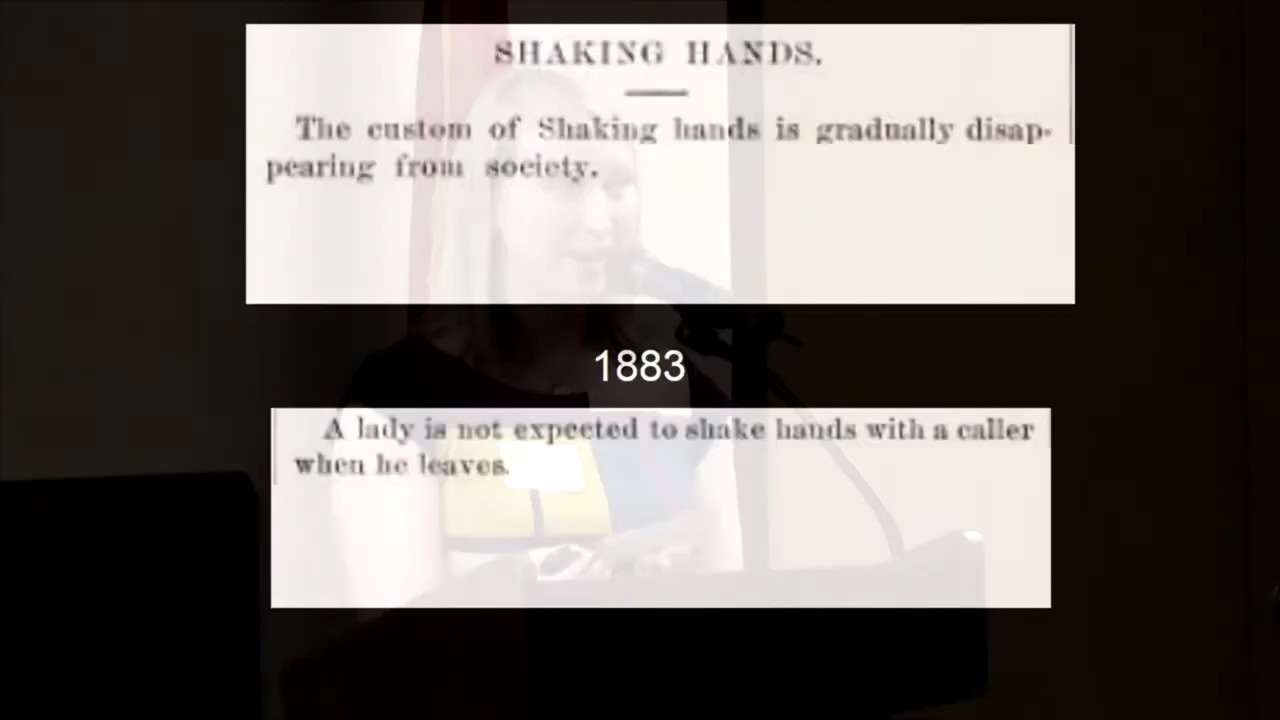 SHAKING HANDS.
The custom of Shaking hands is gradually disap-
pearing from society.
1883
A lady is not expected to shake hands with a caller
when he leaves.